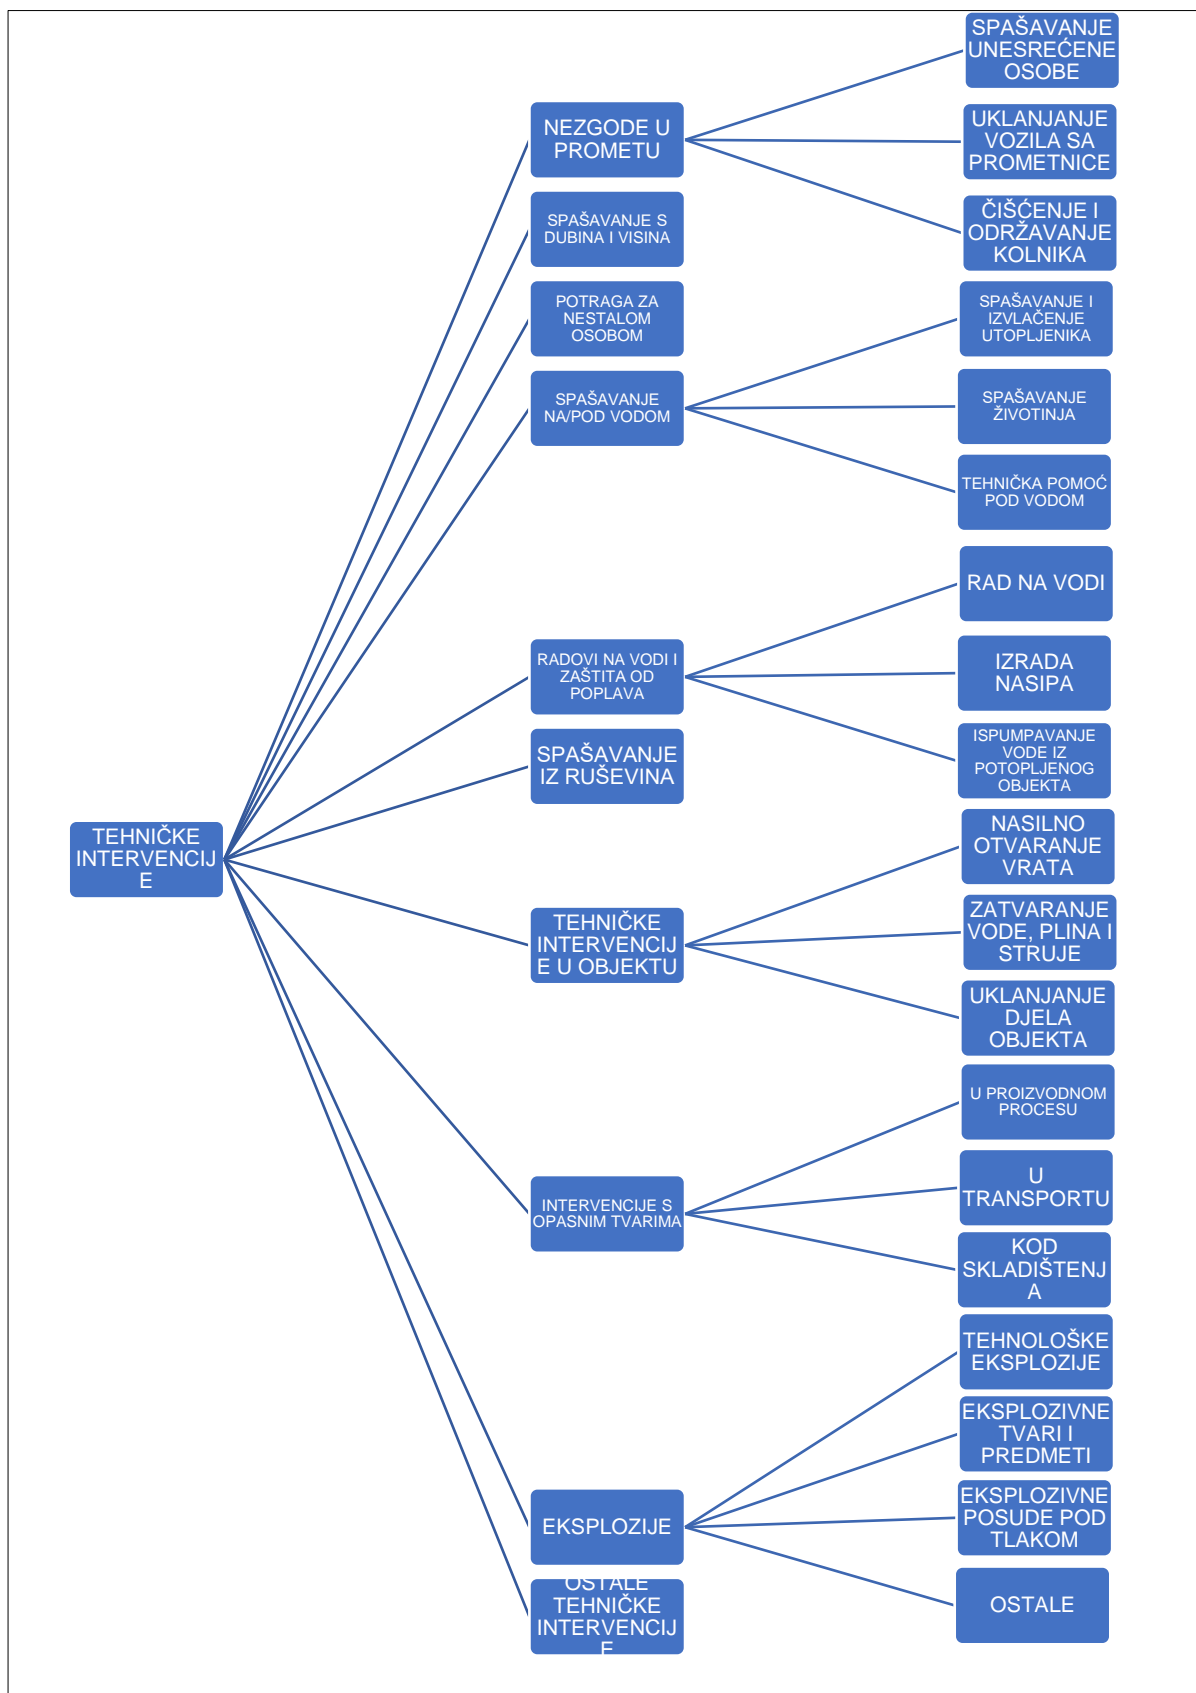 TEHNIČKE
INTERVENCIJ
E
NEZGODE U
PROMETU
SPAŠAVANJE
UNESREĆENE
OSOBE
UKLANJANJE
VOZILA SA
PROMETNICE
ČIŠĆENJE I
ODRŽAVANJE
KOLNIKA
SPAŠAVANJE S
DUBINA I VISINA
POTRAGA ZA
NESTALOM
OSOBOM
SPAŠAVANJE
NA/POD VODOM
SPAŠAVANJE I
IZVLAČENJE
UTOPLJENIKA
SPAŠAVANJE
ŽIVOTINJA
TEHNIČKA POMOĆ
POD VODOM
RADOVI NA VODI I
ZAŠTITA OD
POPLAVA
RAD NA VODI
IZRADA
NASIPA
ISPUMPAVANJE
VODE IZ
POTOPLJENOG
OBJEKTA
SPAŠAVANJE
IZ RUŠEVINA
TEHNIČKE
INTERVENCIJ
E U OBJEKTU
NASILNO
OTVARANJE
VRATA
ZATVARANJE
VODE, PLINA I
STRUJE
UKLANJANJE
DJELA
OBJEKTA
INTERVENCIJE S
OPASNIM TVARIMA
U PROIZVODNOM
PROCESU
U
TRANSPORTU
KOD
SKLADIŠTENJ
A
EKSPLOZIJE
TEHNOLOŠKE
EKSPLOZIJE
EKSPLOZIVNE
TVARI I
PREDMETI
EKSPLOZIVNE
POSUDE POD
TLAKOM
OSTALE
OSTALE
TEHNIČKE
INTERVENCIJ
E